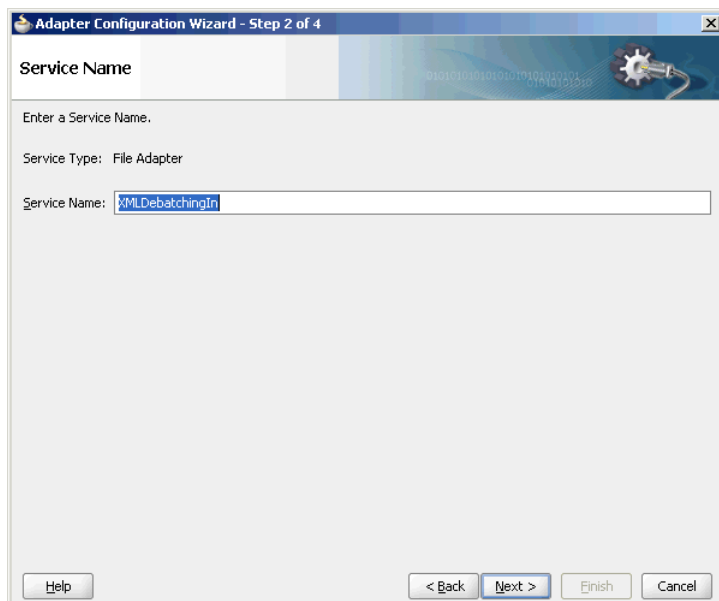 Adapter Configuration Wizard - Step 2 of 4
Service Name
Enter a Service Name.
Service Type: File Adapter
Service Name: XMLDebatchingIn
Help < Back Next > Finish Cancel